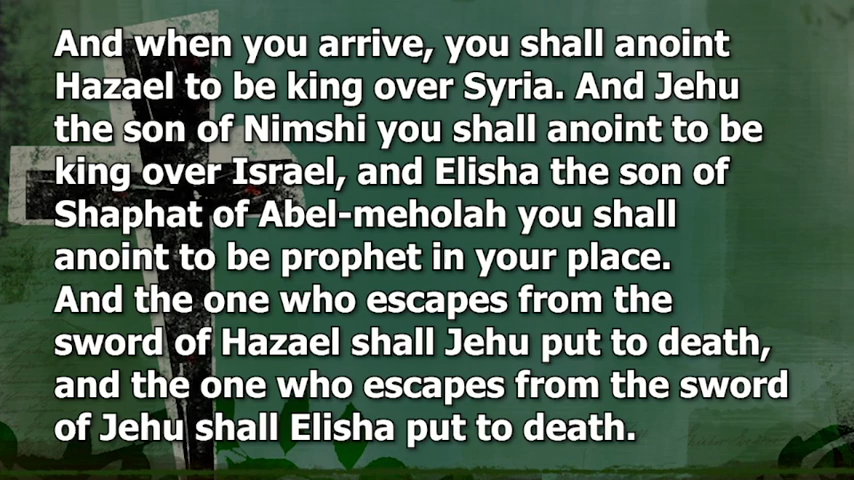 And when you arrive, you shall anoint
Hazael to be king over Syria. And Jehu
the son of Nimshi you shall anoint to be
king over Israel, and Elisha the son of
Shaphat of Abel-meholah you shall
anoint to be prophet in your place.
And the one who escapes from the
sword of Hazael shall Jehu put to death,
and the one who escapes from the sword
of Jehu shall Elisha put to death.